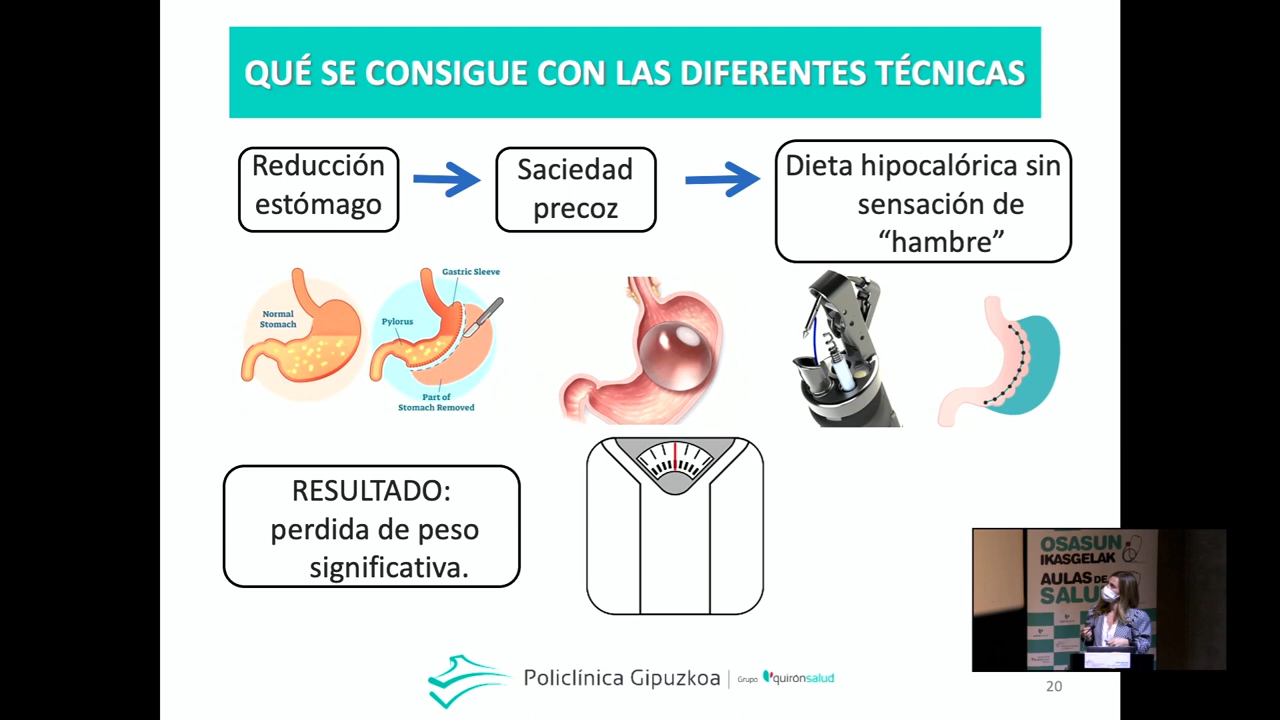 QUÉ SE CONSIGUE CON LAS DIFERENTES TÉCNICAS
Reducción
estómago
Saciedad
precoz
Dieta hipocalórica sin
sensación de
“hambre”
Normal
Stomach
Gastric Sleeve
Pylorus
Part of
Stomach Removed
RESULTADO:
perdida de peso
significativa.
OSASUN
IKASGELAK
AULAS DE
SALU
Policlínica Gipuzkoa
Grupo quirónsalud
20